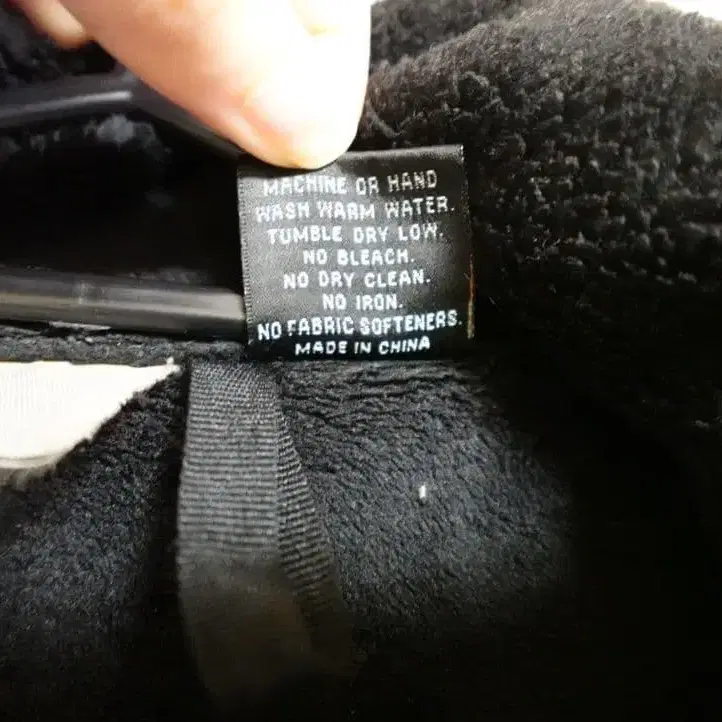 MACHINE OR HAND
WASH WARM WATER.
TUMBLE DRY LOW.
NO BLEACH.
NO DRY CLEAN.
NO IRON.
NO FABRIC SOFTENERS.
MADE IN CHINA